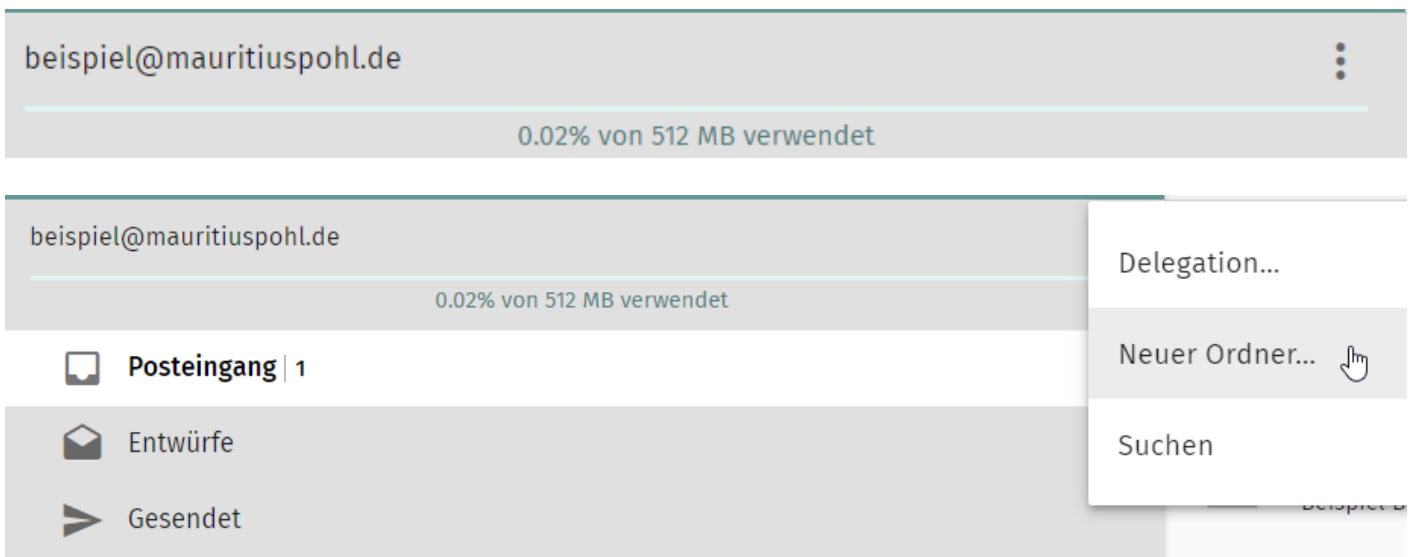 beispiel@mauritiuspohl.de
0.02% von 512 MB verwendet
beispiel@mauritiuspohl.de
0.02% von 512 MB verwendet
Delegation...
Neuer Ordner...
Suchen
Posteingang | 1
Entwürfe
Gesendet